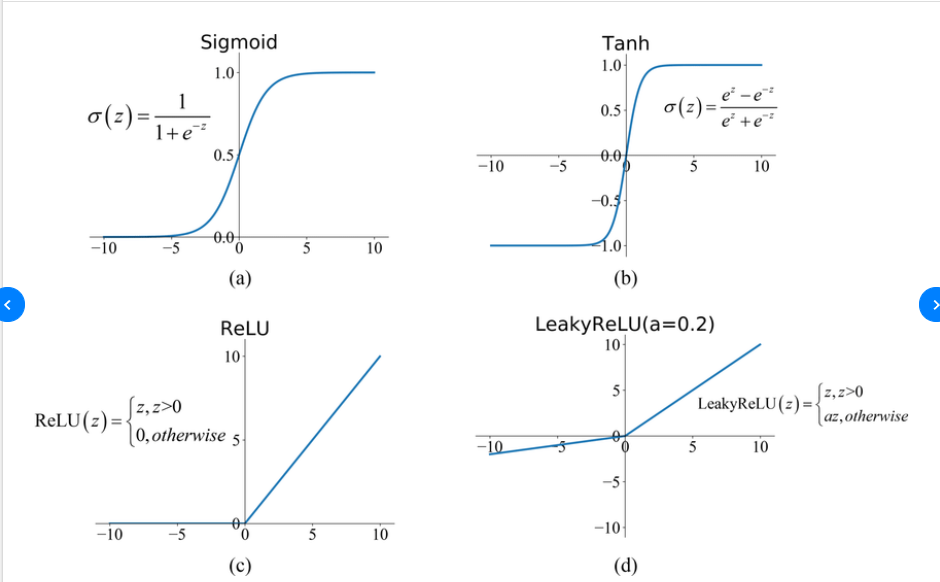 Sigmoid
σ(z)=1/(1+e^{-z})
1.0
0.5
0.0
−10 −5 0 5 10
(a)
Tanh
σ(z)=(e^{z}−e^{-z})/(e^{z}+e^{-z})
1.0
0.5
0.0
−10 −5 0 5 10
−0.5
−1.0
(b)
ReLU
10
ReLU(z)={z,z>0
0,otherwise
5
0
−10 −5 0 5 10
(c)
LeakyReLU(a=0.2)
10
5
LeakyReLU(z)={z,z>0
az,otherwise
0
−10 −5 0 5 10
−5
−10
(d)